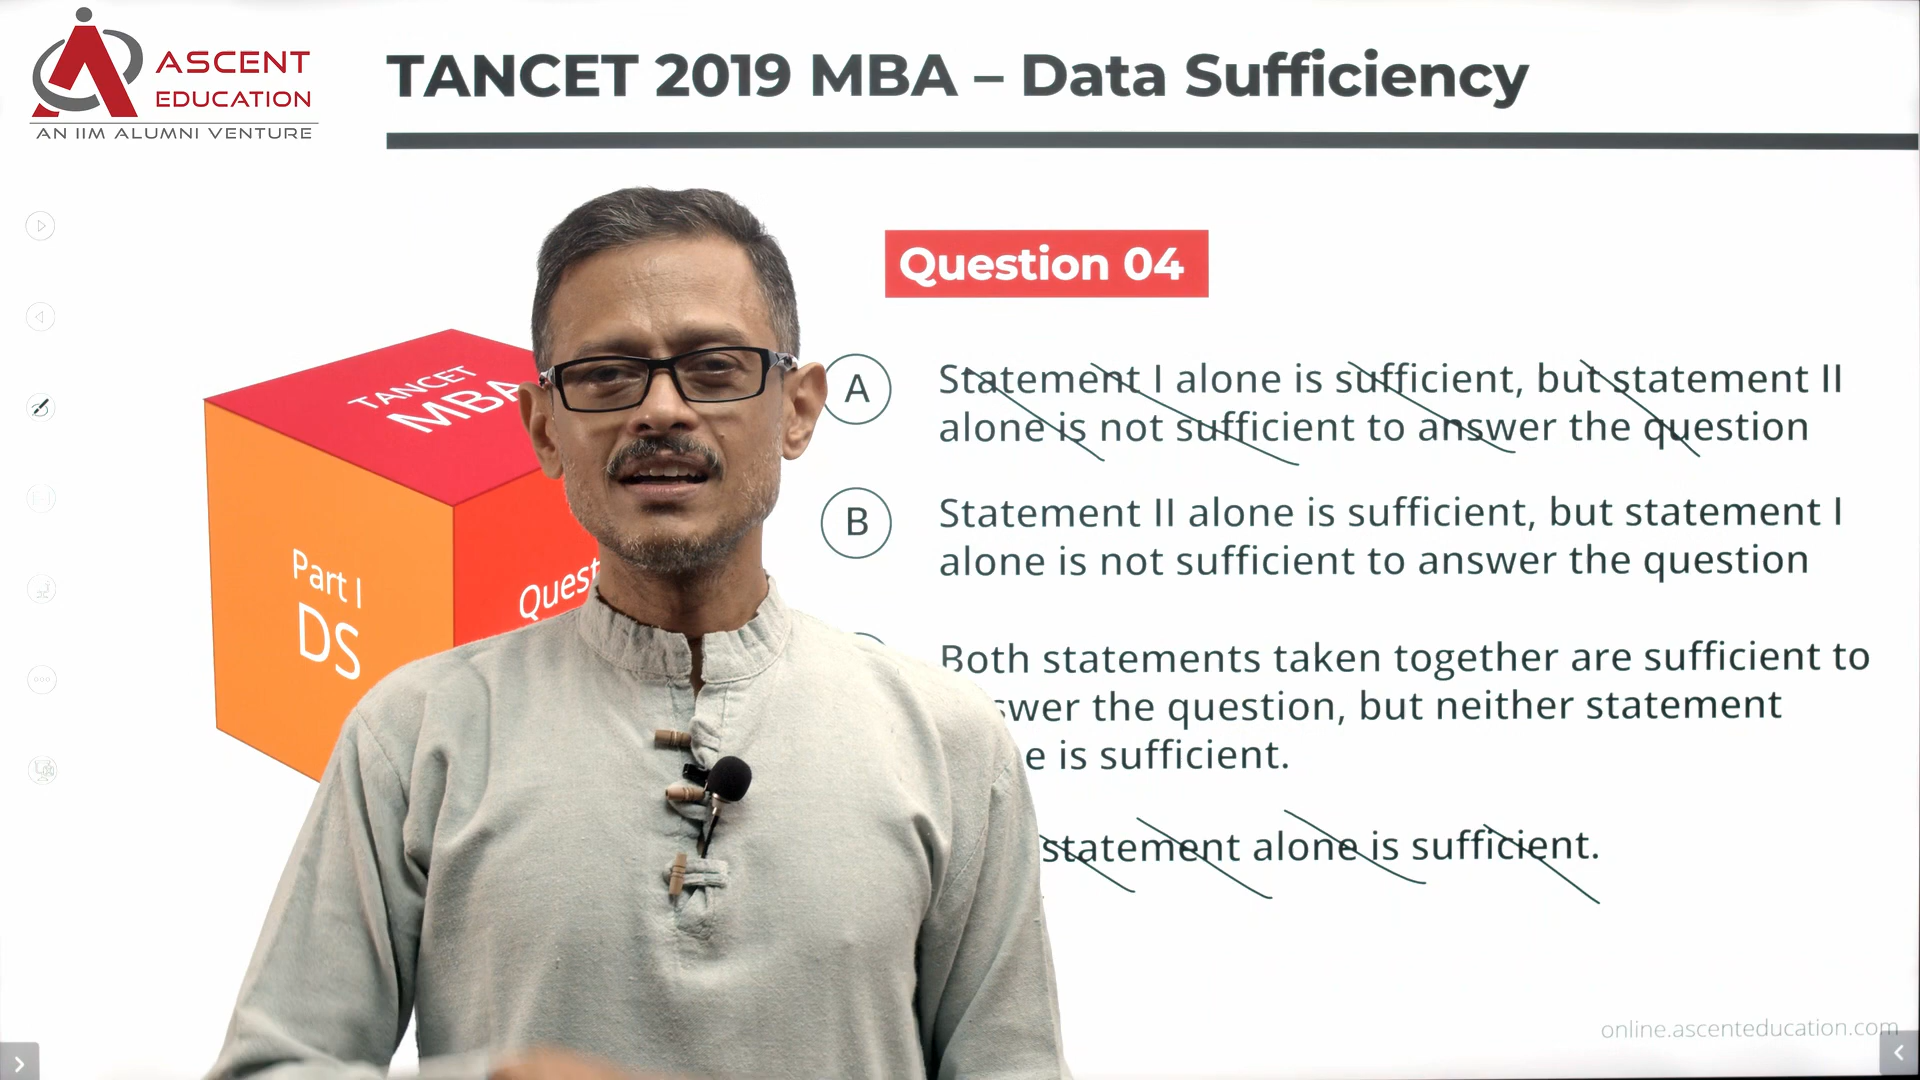 ASCENT
EDUCATION
AN IIM ALUMNI VENTURE
TANCET 2019 MBA – Data Sufficiency
Question 04
TANCET
MBA
Part I
DS
Quest
A
Statement I alone is sufficient, but statement II
alone is not sufficient to answer the question
B
Statement II alone is sufficient, but statement I
alone is not sufficient to answer the question
Both statements taken together are sufficient to
swer the question, but neither statement
e is sufficient.
statement alone is sufficient.
online.ascenteducation.com